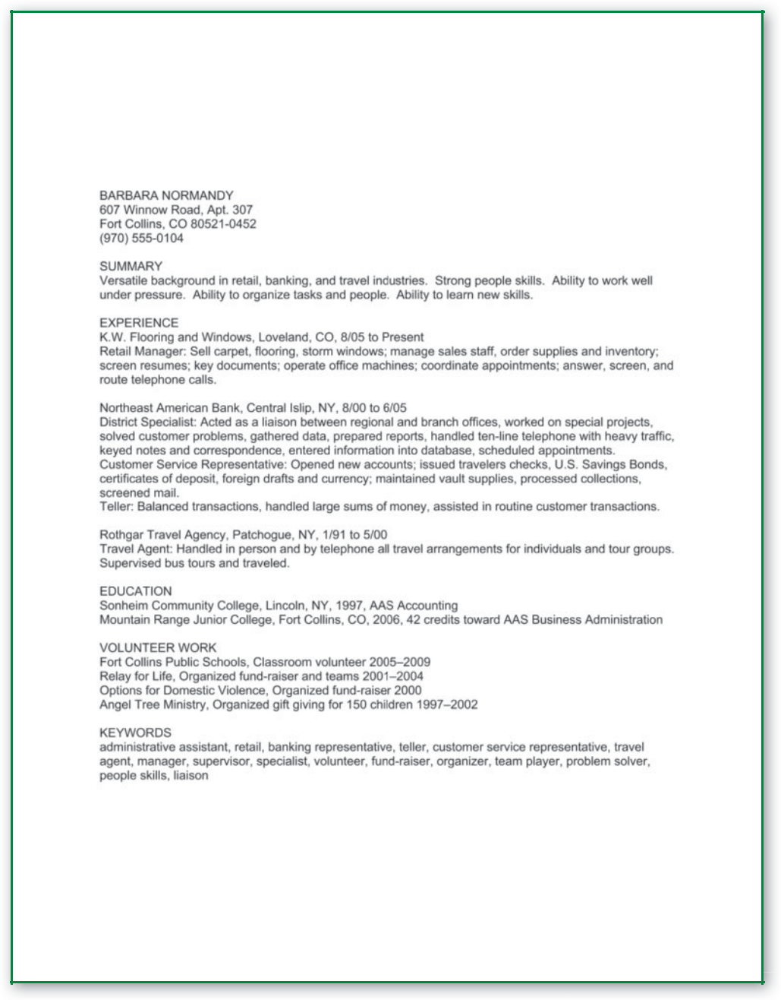 BARBARA NORMANDY
607 Winnow Road, Apt. 307
Fort Collins, CO 80521-0452
(970) 555-0104
SUMMARY
Versatile background in retail, banking, and travel industries.  Strong people skills.  Ability to work well
under pressure.  Ability to organize tasks and people.  Ability to learn new skills.
EXPERIENCE
K.W. Flooring and Windows, Loveland, CO, 8/05 to Present
Retail Manager: Sell carpet, flooring, storm windows; manage sales staff, order supplies and inventory;
screen resumes; key documents; operate office machines; coordinate appointments; answer, screen, and
route telephone calls.
Northeast American Bank, Central Islip, NY, 8/00 to 6/05
District Specialist: Acted as a liaison between regional and branch offices, worked on special projects,
solved customer problems, gathered data, prepared reports, handled ten-line telephone with heavy traffic,
keyed notes and correspondence, entered information into database, scheduled appointments.
Customer Service Representative: Opened new accounts; issued travelers checks, U.S. Savings Bonds,
certificates of deposit, foreign drafts and currency; maintained vault supplies, processed collections,
screened mail.
Teller: Balanced transactions, handled large sums of money, assisted in routine customer transactions.
Rothgar Travel Agency, Patchogue, NY, 1/91 to 5/00
Travel Agent: Handled in person and by telephone all travel arrangements for individuals and tour groups.
Supervised bus tours and traveled.
EDUCATION
Sonheim Community College, Lincoln, NY, 1997, AAS Accounting
Mountain Range Junior College, Fort Collins, CO, 2006, 42 credits toward AAS Business Administration
VOLUNTEER WORK
Fort Collins Public Schools, Classroom volunteer 2005–2009
Relay for Life, Organized fund-raiser and teams 2001–2004
Options for Domestic Violence, Organized fund-raiser 2000
Angel Tree Ministry, Organized gift giving for 150 children 1997–2002
KEYWORDS
administrative assistant, retail, banking representative, teller, customer service representative, travel
agent, manager, supervisor, specialist, volunteer, fund-raiser, organizer, team player, problem solver,
people skills, liaison